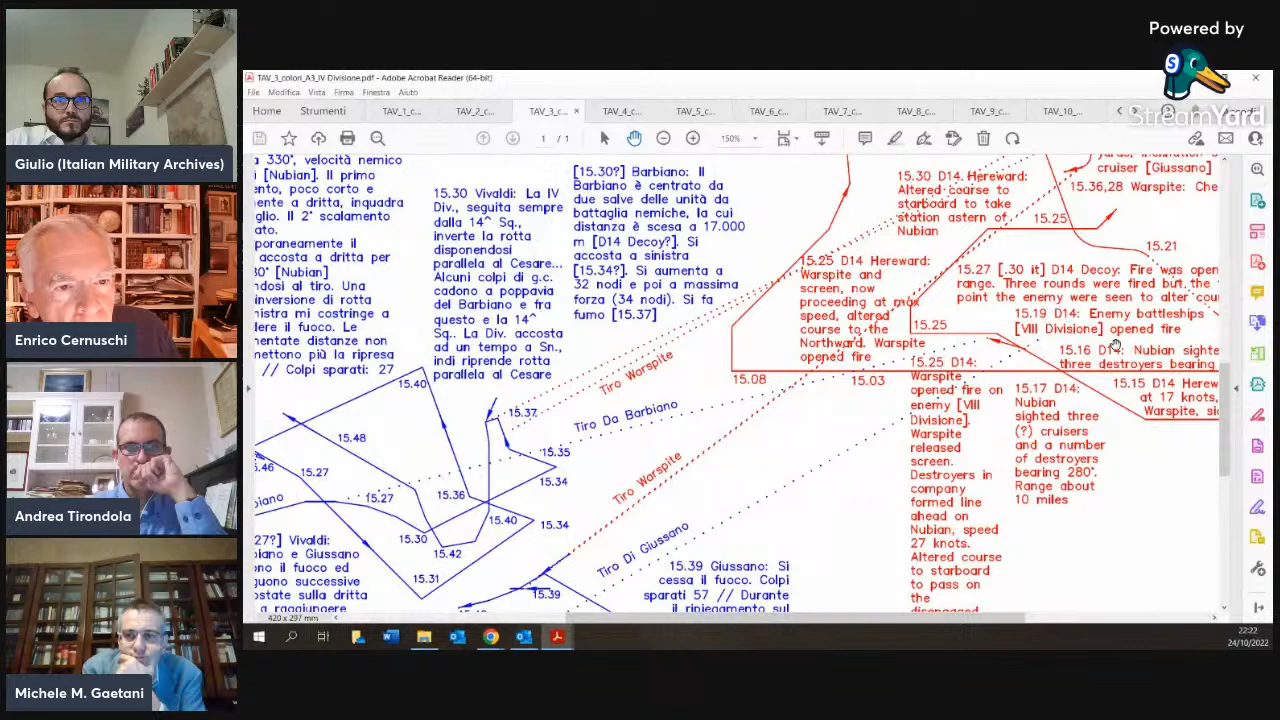 Powered by
StreamYard
Giulio (Italian Military Archives)
Enrico Cernuschi
Andrea Tirondola
Michele M. Gaetani
TAV_3_colori_A3_IV Divisione.pdf - Adobe Acrobat Reader (64-bit)
File Modifica Vista Firma Finestra Aiuto
Home Strumenti TAV_1_c... TAV_2_c... TAV_3_c... TAV_4_c... TAV_5_c... TAV_6_c... TAV_7_c... TAV_8_c... TAV_9_c... TAV_10_...
1 / 1 150%
a 330°, velocità nemico
i [Nubian]. Il primo
ento, poco corto e
mente a dritta, inquadra
glio. Il 2° scalamento
ato.
poraneamente il
accosta a dritta per
80° [Nubian]
ndosi al tiro. Una
inversione di rotta
nistra mi costringe a
dere il fuoco. Le
mentate distanze non
mettono più la ripresa
// Colpi sparati: 27
15.30 Vivaldi: La IV
Div., seguita sempre
dalla 14^ Sq.,
inverte la rotta
disponendosi
parallela al Cesare...
Alcuni colpi di g.c.
cadono a poppavia
del Barbiano e fra
questo e la 14^
Sq.. La Div. accosta
ad un tempo a Sn.,
indi riprende rotta
parallela al Cesare
[15.30?] Barbiano: Il
Barbiano è centrato da
due salve delle unità da
battaglia nemiche, la cui
distanza è scesa a 17.000
m [D14 Decoy?]. Si
accosta a sinistra
[15.34?]. Si aumenta a
32 nodi e poi a massima
forza (34 nodi). Si fa
fumo [15.37]
15.30 D14. Hereward:
Altered course to
starboard to take
station astern of
Nubian
cruiser [Giussano]
15.36,28 Warspite: Che
15.25
15.21
15.25 D14 Hereward:
Warspite and
screen, now
proceeding at max
speed, altered
course to the
Northward. Warspite
opened fire
15.27 [.30 it] D14 Decoy: Fire was open
range. Three rounds were fired but the
point the enemy were seen to alter cour
15.19 D14: Enemy battleships
[VIII Divisione] opened fire
15.25
15.16 D14: Nubian sighte
three destroyers bearing
15.08
15.03
15.25 D14:
Warspite
opened fire on
enemy [VIII
Divisione].
Warspite
released
screen.
Destroyers in
company
formed line
ahead on
Nubian, speed
27 knots.
Altered course
to starboard
to pass on
the
disengaged
15.17 D14:
Nubian
sighted three
(?) cruisers
and a number
of destroyers
bearing 280°.
Range about
10 miles
15.15 D14 Herew
at 17 knots,
Warspite, si
Tiro Warspite
Tiro Da Barbiano
Tiro Warspite
Tiro Di Giussano
15.40
15.37
15.48
15.35
15.46
15.27
15.34
15.27
15.36
biano
15.40
15.34
15.30
15.42
15.31
15.39
27?] Vivaldi:
biano e Giussano
ono il fuoco ed
guono successive
ostate sulla dritta
a raggiungere
15.39 Giussano: Si
cessa il fuoco. Colpi
sparati 57 // Durante
il ripiegamento sul
420 x 297 mm
22:22
24/10/2022